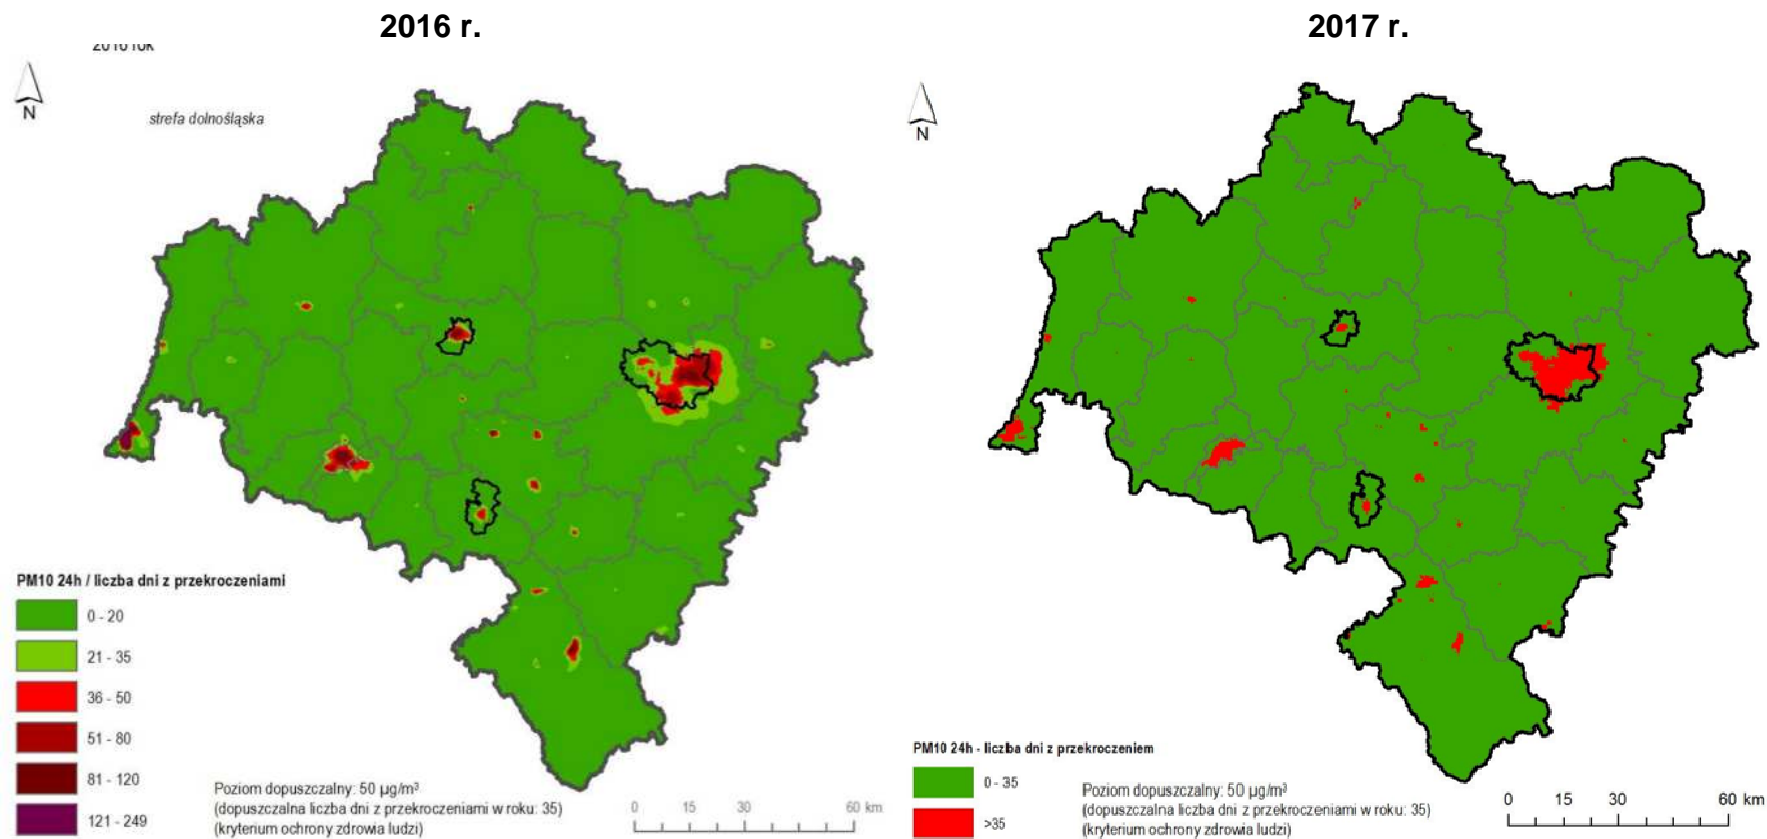 2016 r.
2017 r.
2016 rok
N
strefa dolnośląska
N
PM10 24h / liczba dni z przekroczeniami
0 - 20
21 - 35
36 - 50
51 - 80
81 - 120
121 - 249
Poziom dopuszczalny: 50 µg/m³
(dopuszczalna liczba dni z przekroczeniami w roku: 35)
(kryterium ochrony zdrowia ludzi)
0 15 30 60 km
PM10 24h - liczba dni z przekroczeniem
0 - 35
>35
Poziom dopuszczalny: 50 µg/m³
(dopuszczalna liczba dni z przekroczeniami w roku: 35)
(kryterium ochrony zdrowia ludzi)
0 15 30 60 km